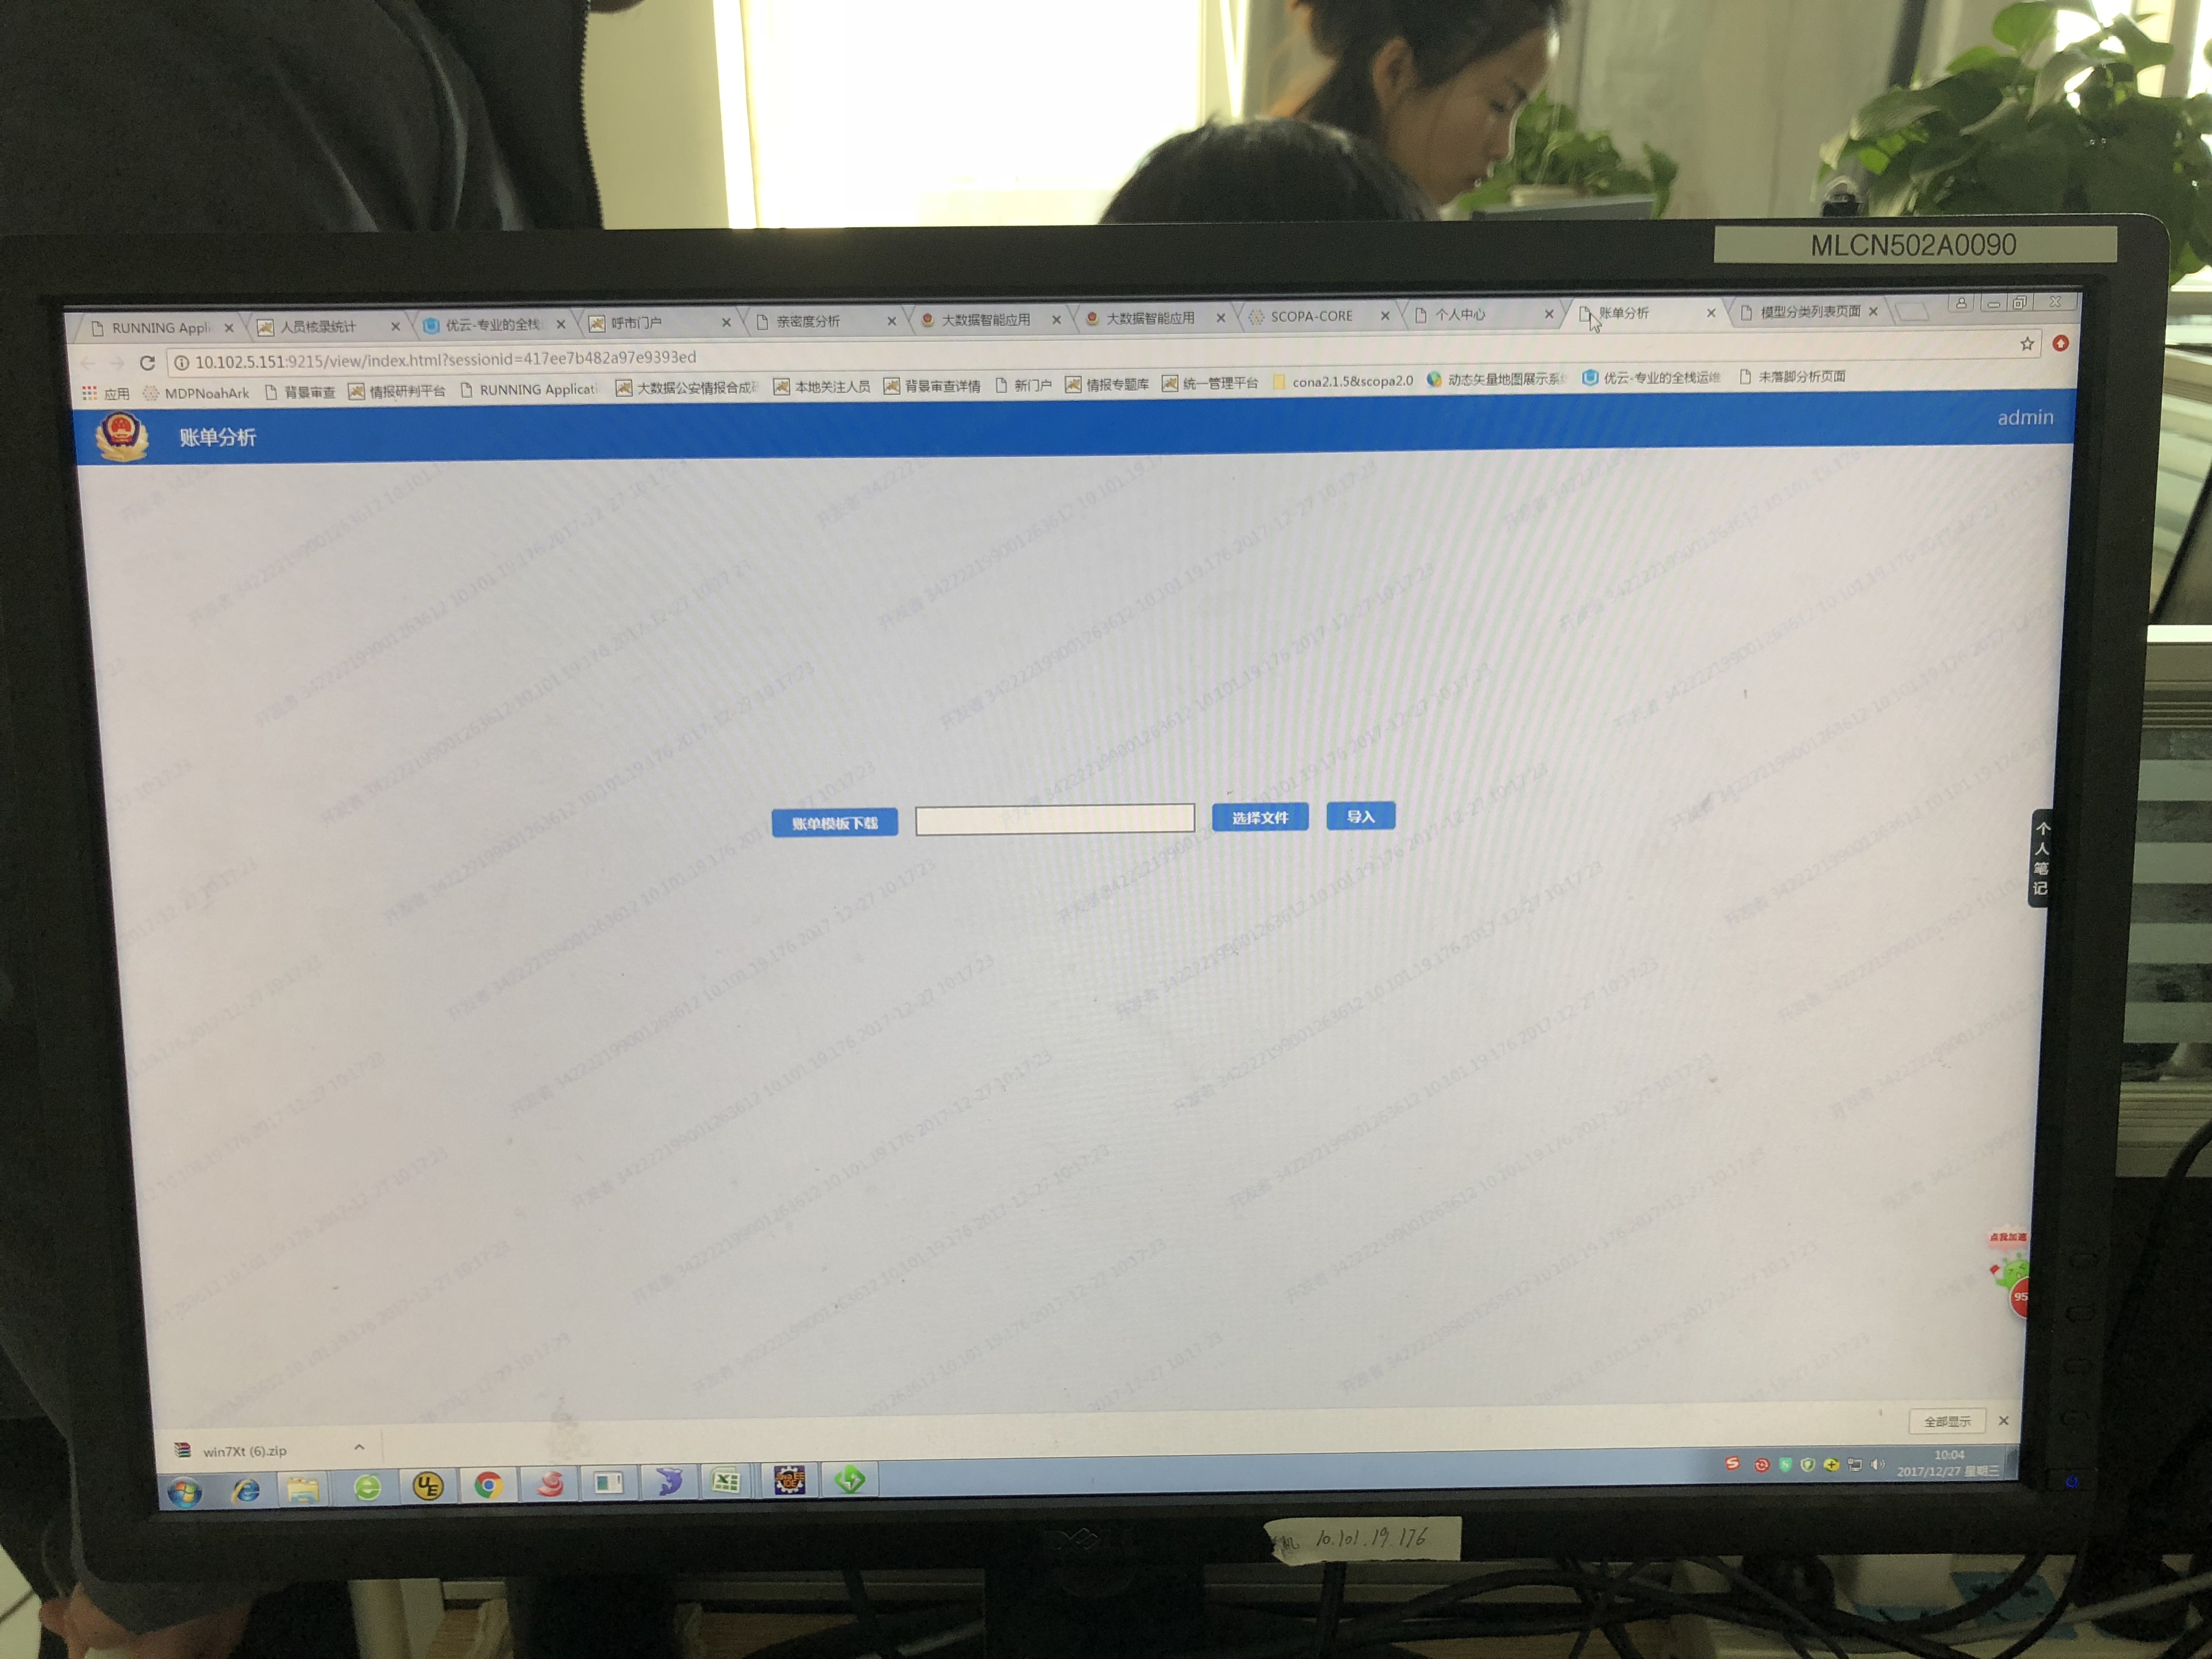 MLCN502A0090
RUNNING Appli
人员核录统计
优云-专业的全栈
呼市门户
亲密度分析
大数据智能应用
大数据智能应用
SCOPA-CORE
个人中心
账单分析
模型分类列表页面
10.102.5.151:9215/view/index.html?sessionid=417ee7b482a97e9393ed
应用
MDPNoahArk
背景审查
情报研判平台
RUNNING Applicati
大数据公安情报合成
本地关注人员
背景审查详情
新门户
情报专题库
统一管理平台
cona2.1.5&scopa2.0
动态矢量地图展示系
优云-专业的全栈运维
未落脚分析页面
账单分析
admin
账单模板下载
选择文件
导入
个人笔记
点我加速
95
win7Xt (6).zip
全部显示
10:04
2017/12/27 星期三
DELL
机 10.101.19.176